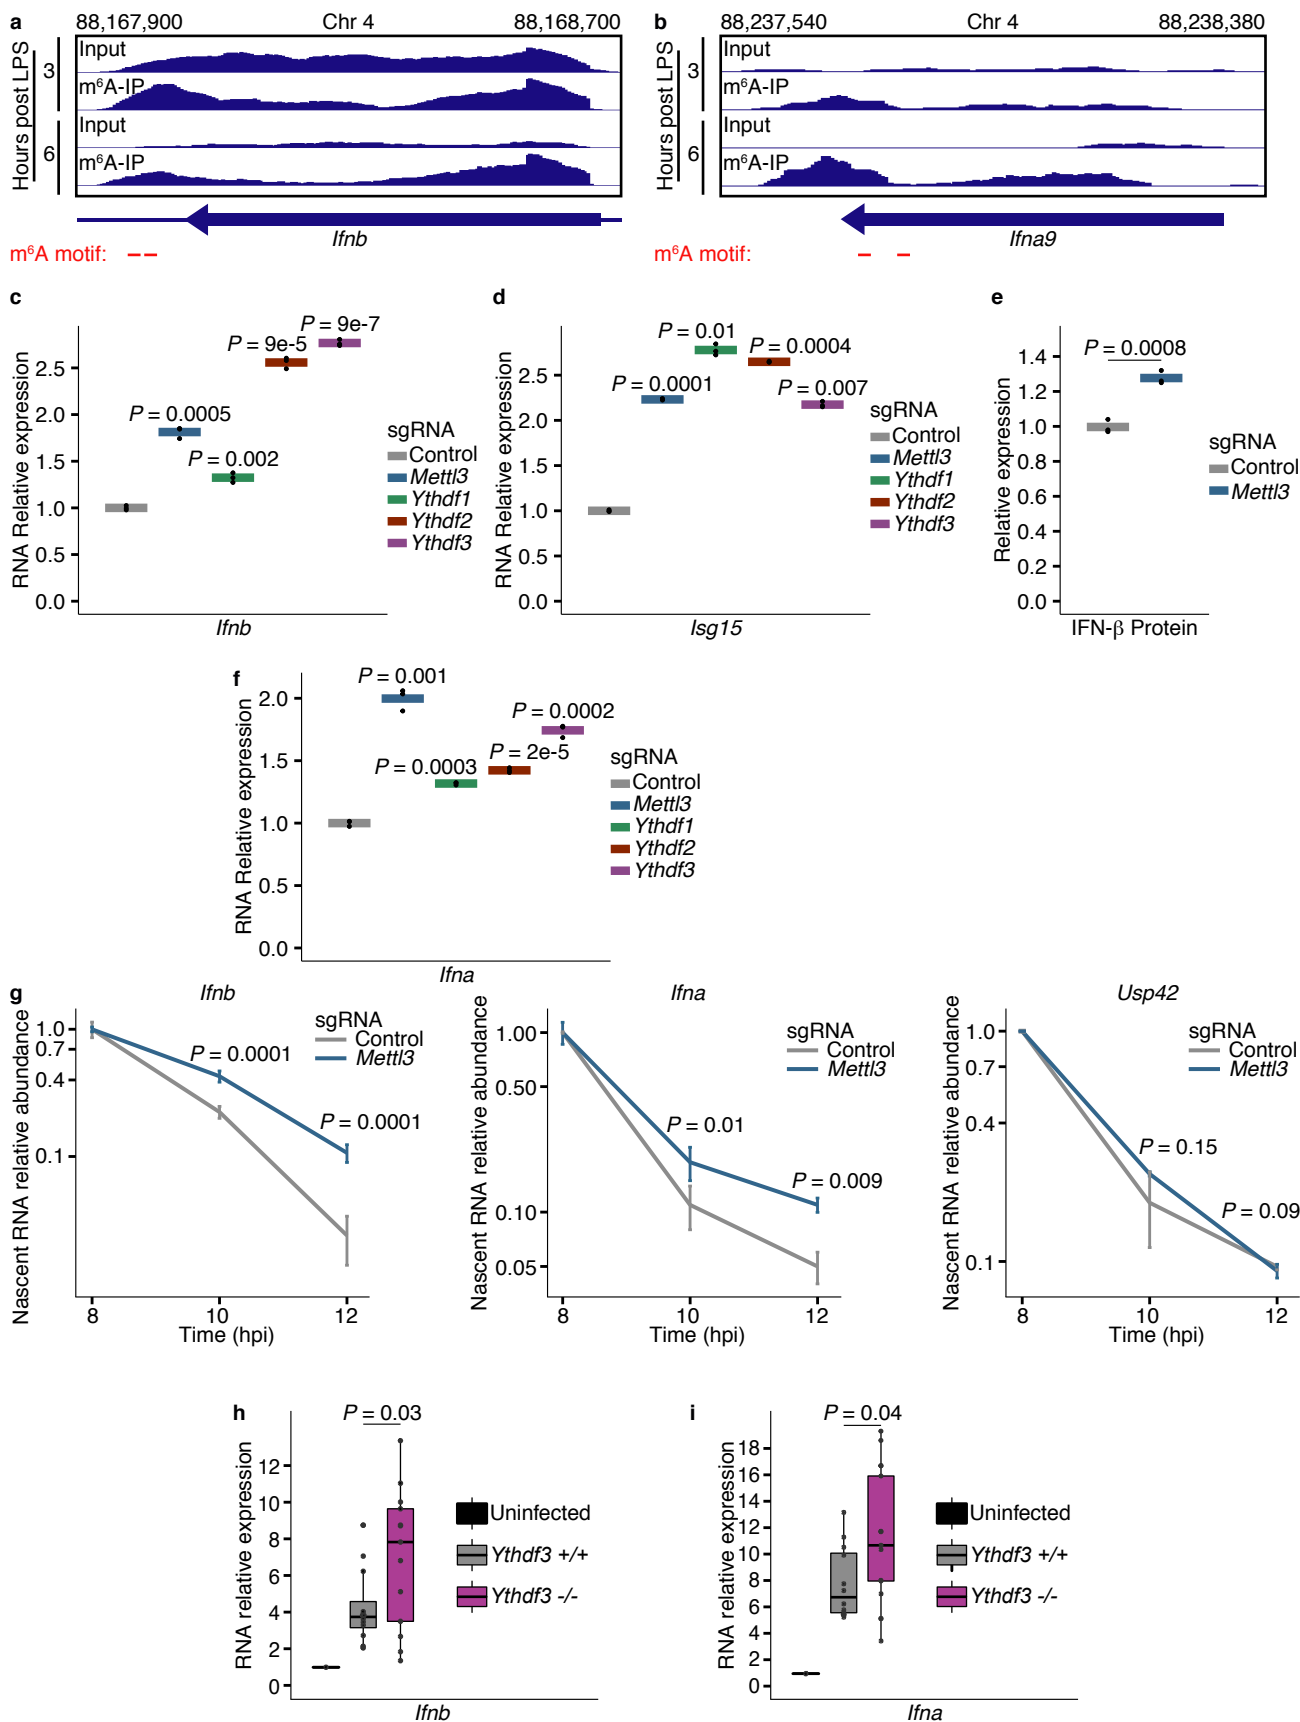 a
88,167,900 Chr 4 88,168,700
Hours post LPS
3
Input
m⁶A-IP
6
Input
m⁶A-IP
Ifnb
m⁶A motif:
b
88,237,540 Chr 4 88,238,380
Hours post LPS
3
Input
m⁶A-IP
6
Input
m⁶A-IP
Ifna9
m⁶A motif:
c
RNA Relative expression
2.5
2.0
1.5
1.0
0.5
0.0
P = 0.0005
P = 0.002
P = 9e-5
P = 9e-7
sgRNA
Control
Mettl3
Ythdf1
Ythdf2
Ythdf3
Ifnb
d
RNA Relative expression
2.5
2.0
1.5
1.0
0.5
0.0
P = 0.0001
P = 0.01
P = 0.0004
P = 0.007
sgRNA
Control
Mettl3
Ythdf1
Ythdf2
Ythdf3
Isg15
e
Relative expression
1.4
1.2
1.0
0.8
0.6
0.4
0.2
0.0
P = 0.0008
sgRNA
Control
Mettl3
IFN-β Protein
f
RNA Relative expression
2.0
1.5
1.0
0.5
0.0
P = 0.001
P = 0.0003
P = 2e-5
P = 0.0002
sgRNA
Control
Mettl3
Ythdf1
Ythdf2
Ythdf3
Ifna
g
Ifnb
Nascent RNA relative abundance
1.0
0.7
0.4
0.1
sgRNA
Control
Mettl3
P = 0.0001
P = 0.0001
8 10 12
Time (hpi)
Ifna
Nascent RNA relative abundance
1.00
0.50
0.10
0.05
sgRNA
Control
Mettl3
P = 0.01
P = 0.009
8 10 12
Time (hpi)
Usp42
Nascent RNA relative abundance
1.0
0.7
0.4
0.1
sgRNA
Control
Mettl3
P = 0.15
P = 0.09
8 10 12
Time (hpi)
h
RNA relative expression
12
10
8
6
4
2
0
P = 0.03
Uninfected
Ythdf3 +/+
Ythdf3 -/-
Ifnb
i
RNA relative expression
18
16
14
12
10
8
6
4
2
0
P = 0.04
Uninfected
Ythdf3 +/+
Ythdf3 -/-
Ifna